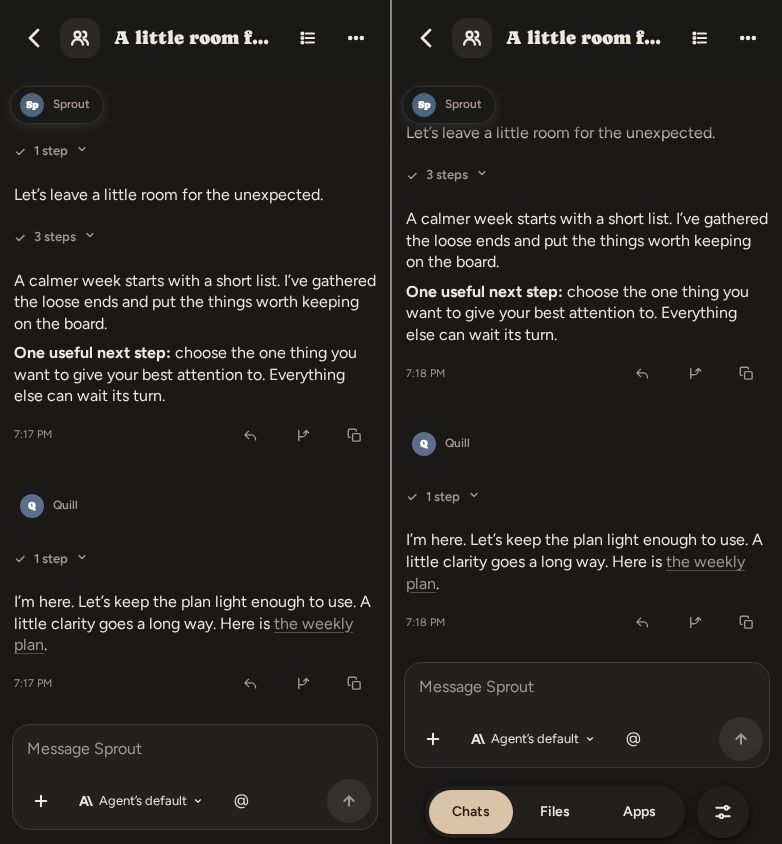 A little room f...
Sp Sprout
1 step
Let's leave a little room for the unexpected.
3 steps
A calmer week starts with a short list. I've gathered
the loose ends and put the things worth keeping
on the board.
One useful next step: choose the one thing you
want to give your best attention to. Everything
else can wait its turn.
7:17 PM
Q Quill
1 step
I'm here. Let's keep the plan light enough to use. A
little clarity goes a long way. Here is the weekly
plan.
7:17 PM
Message Sprout
Agent's default
@
A little room f...
Sp Sprout
Let's leave a little room for the unexpected.
3 steps
A calmer week starts with a short list. I've gathered
the loose ends and put the things worth keeping
on the board.
One useful next step: choose the one thing you
want to give your best attention to. Everything
else can wait its turn.
7:18 PM
Q Quill
1 step
I'm here. Let's keep the plan light enough to use. A
little clarity goes a long way. Here is the weekly
plan.
7:18 PM
Message Sprout
Agent's default
@
Chats Files Apps